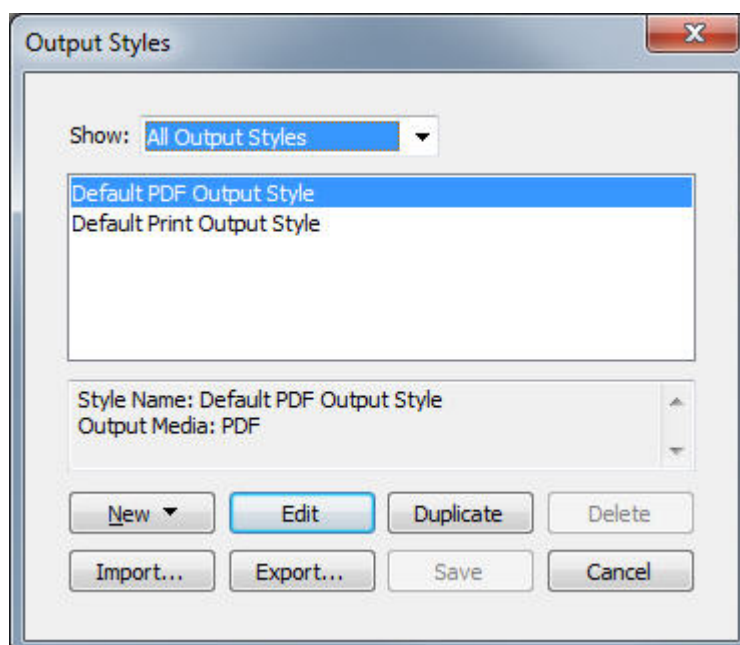 Output Styles
Show: All Output Styles
Default PDF Output Style
Default Print Output Style
Style Name: Default PDF Output Style
Output Media: PDF
New Edit Duplicate Delete
Import... Export... Save Cancel